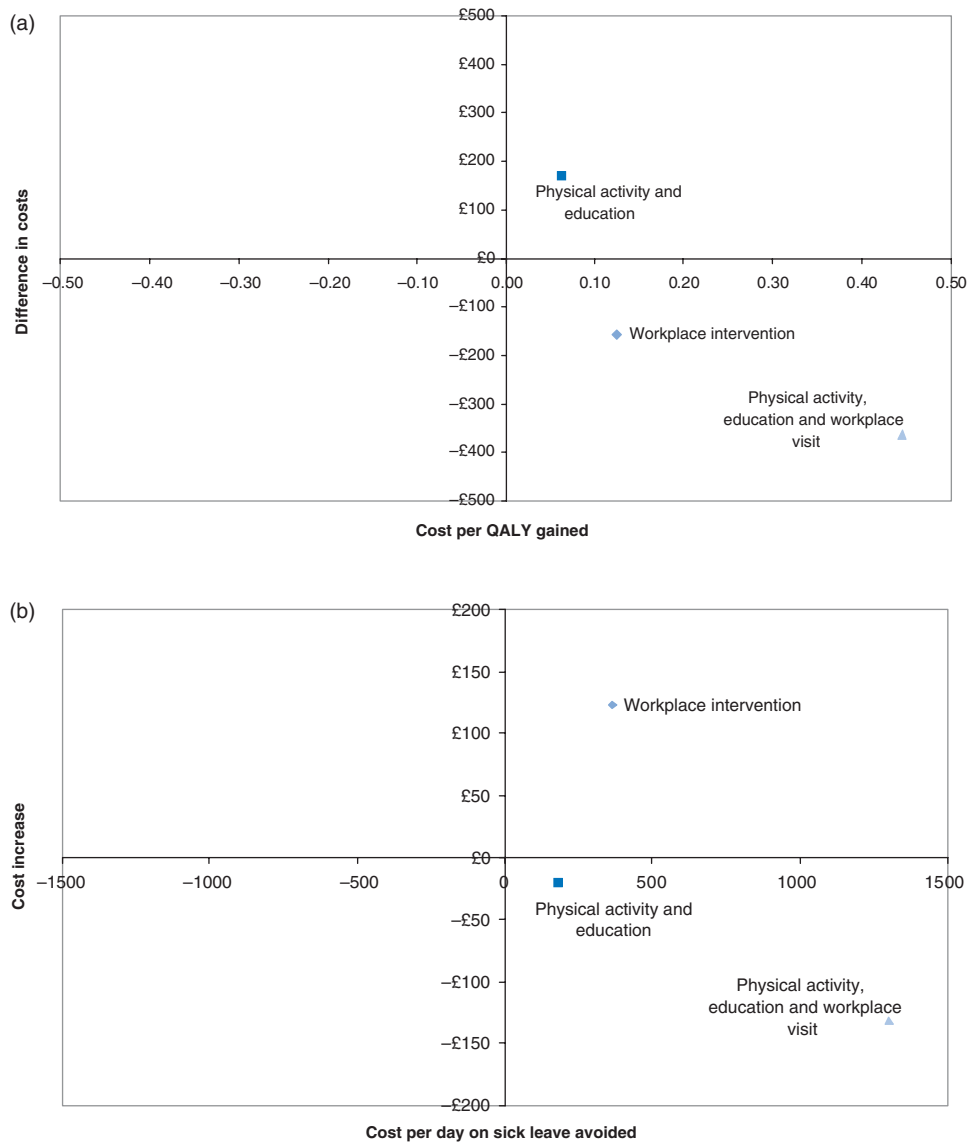 (a)
£500
£400
£300
£200
£100
£0
–£100
–£200
–£300
–£400
–£500
–0.50
–0.40
–0.30
–0.20
–0.10
0.00
0.10
0.20
0.30
0.40
0.50
Difference in costs
Physical activity and
education
Workplace intervention
Physical activity,
education and workplace
visit
Cost per QALY gained
(b)
£200
£150
£100
£50
£0
–£50
–£100
–£150
–£200
–1500
–1000
–500
0
500
1000
1500
Cost increase
Workplace intervention
Physical activity and
education
Physical activity,
education and workplace
visit
Cost per day on sick leave avoided